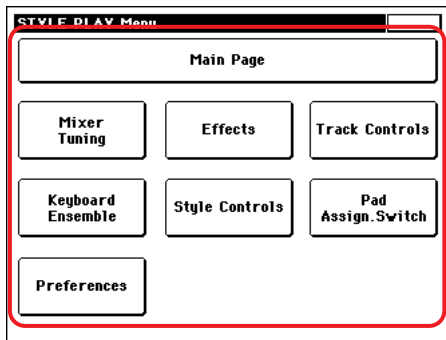 STYLE PLAY Menu
Main Page
Mixer
Tuning
Effects
Track Controls
Keyboard
Ensemble
Style Controls
Pad
Assign.Switch
Preferences